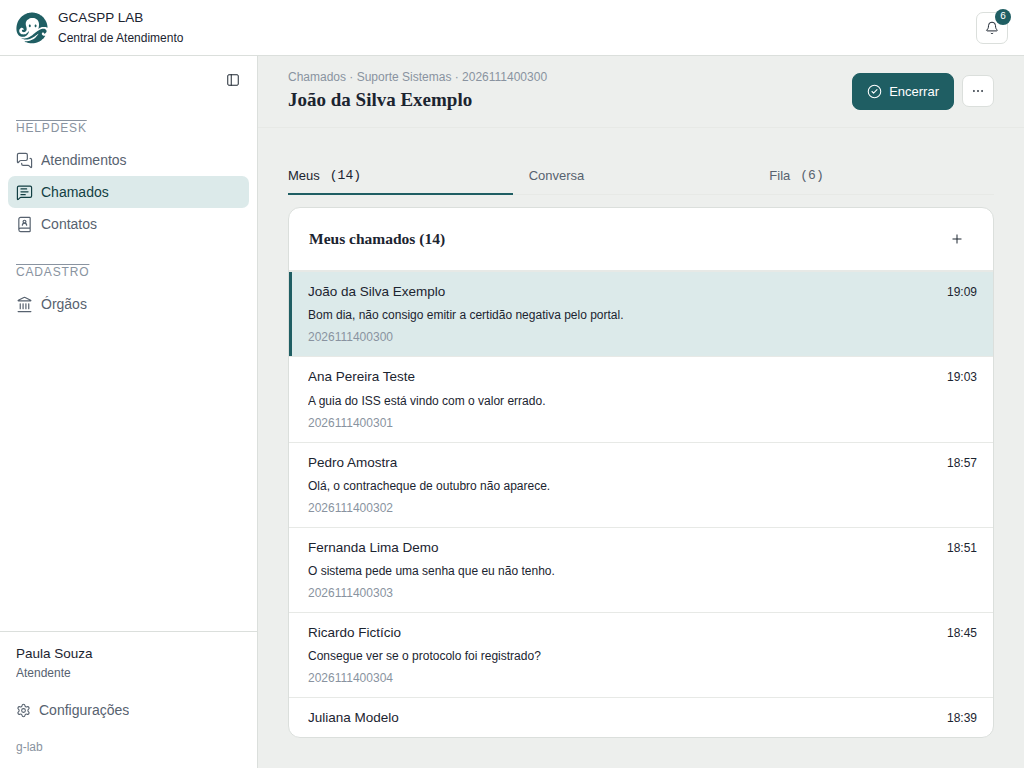 GCASPP LAB
Central de Atendimento
6
HELPDESK
Atendimentos
Chamados
Contatos
CADASTRO
Órgãos
Paula Souza
Atendente
Configurações
g-lab
Chamados · Suporte Sistemas · 2026111400300
João da Silva Exemplo
Encerrar
Meus (14)
Conversa
Fila (6)
Meus chamados (14)
João da Silva Exemplo 19:09
Bom dia, não consigo emitir a certidão negativa pelo portal.
2026111400300
Ana Pereira Teste 19:03
A guia do ISS está vindo com o valor errado.
2026111400301
Pedro Amostra 18:57
Olá, o contracheque de outubro não aparece.
2026111400302
Fernanda Lima Demo 18:51
O sistema pede uma senha que eu não tenho.
2026111400303
Ricardo Fictício 18:45
Consegue ver se o protocolo foi registrado?
2026111400304
Juliana Modelo 18:39